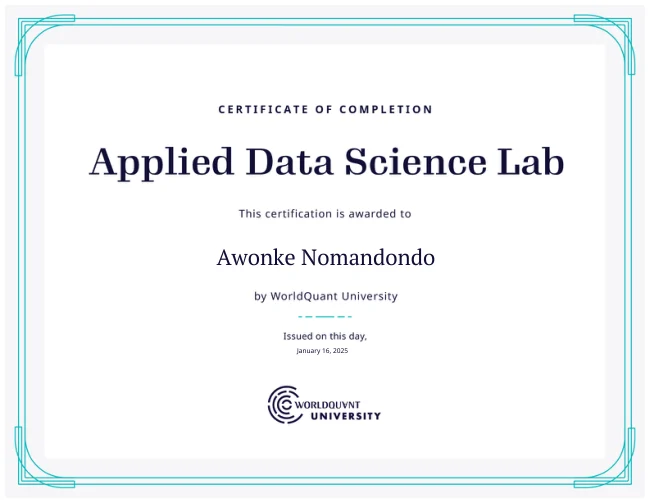 CERTIFICATE OF COMPLETION
Applied Data Science Lab
This certification is awarded to
Awonke Nomandondo
by WorldQuant University
Issued on this day,
January 16, 2025
WORLDQUVNT
UNIVERSITY